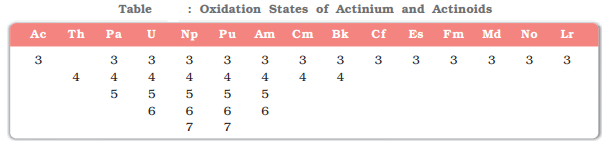 Table : Oxidation States of Actinium and Actinoids
Ac Th Pa U Np Pu Am Cm Bk Cf Es Fm Md No Lr
3 3 3 3 3 3 3 3 3 3 3 3 3 3
4 4 4 4 4 4 4 4
5 5 5 5 5
6 6 6 6
7 7